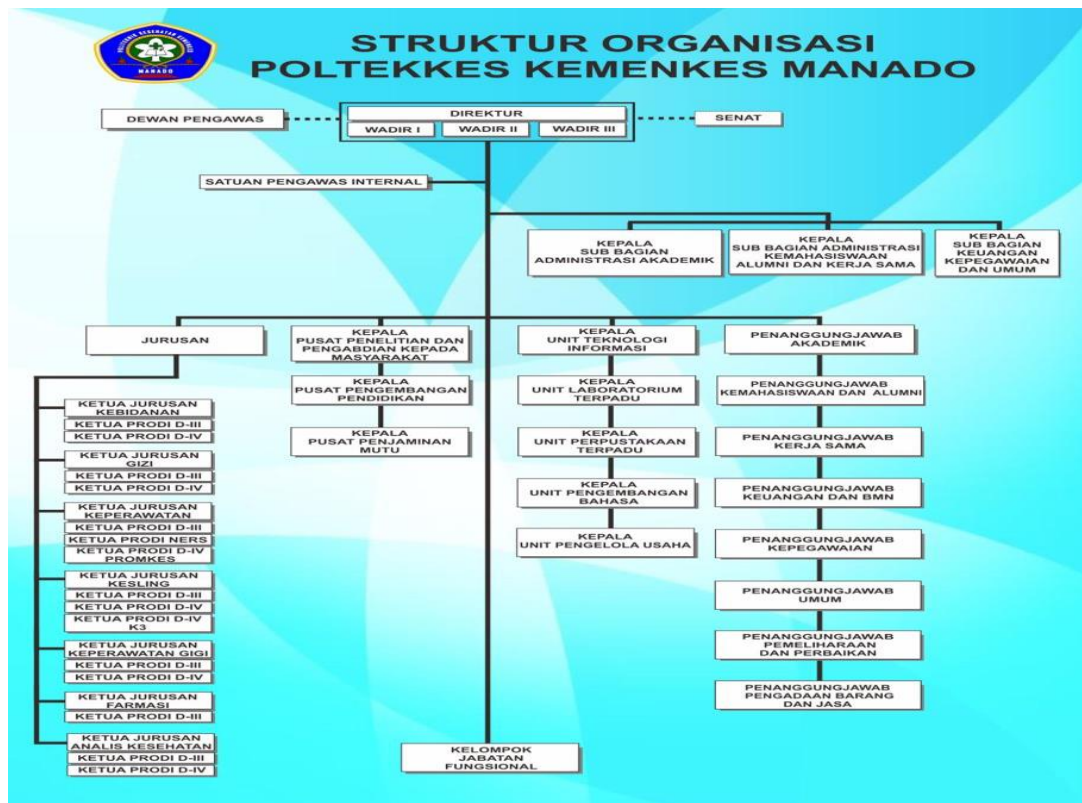 POLITEKNIK KESEHATAN KEMENKES
MANADO
STRUKTUR ORGANISASI
POLTEKKES KEMENKES MANADO
DEWAN PENGAWAS
DIREKTUR
WADIR I
WADIR II
WADIR III
SENAT
SATUAN PENGAWAS INTERNAL
KEPALA
SUB BAGIAN
ADMINISTRASI AKADEMIK
KEPALA
SUB BAGIAN ADMINISTRASI
KEMAHASISWAAN
ALUMNI DAN KERJA SAMA
KEPALA
SUB BAGIAN
KEUANGAN
KEPEGAWAIAN
DAN UMUM
JURUSAN
KETUA JURUSAN
KEBIDANAN
KETUA PRODI D-III
KETUA PRODI D-IV
KETUA JURUSAN
GIZI
KETUA PRODI D-III
KETUA PRODI D-IV
KETUA JURUSAN
KEPERAWATAN
KETUA PRODI D-III
KETUA PRODI NERS
KETUA PRODI D-IV
PROMKES
KETUA JURUSAN
KESLING
KETUA PRODI D-III
KETUA PRODI D-IV
KETUA PRODI D-IV
K3
KETUA JURUSAN
KEPERAWATAN GIGI
KETUA PRODI D-III
KETUA PRODI D-IV
KETUA JURUSAN
FARMASI
KETUA PRODI D-III
KETUA JURUSAN
ANALIS KESEHATAN
KETUA PRODI D-III
KETUA PRODI D-IV
KEPALA
PUSAT PENELITIAN DAN
PENGABDIAN KEPADA
MASYARAKAT
KEPALA
PUSAT PENGEMBANGAN
PENDIDIKAN
KEPALA
PUSAT PENJAMINAN
MUTU
KEPALA
UNIT TEKNOLOGI
INFORMASI
KEPALA
UNIT LABORATORIUM
TERPADU
KEPALA
UNIT PERPUSTAKAAN
TERPADU
KEPALA
UNIT PENGEMBANGAN
BAHASA
KEPALA
UNIT PENGELOLA USAHA
PENANGGUNGJAWAB
AKADEMIK
PENANGGUNGJAWAB
KEMAHASISWAAN DAN ALUMNI
PENANGGUNGJAWAB
KERJA SAMA
PENANGGUNGJAWAB
KEUANGAN DAN BMN
PENANGGUNGJAWAB
KEPEGAWAIAN
PENANGGUNGJAWAB
UMUM
PENANGGUNGJAWAB
PEMELIHARAAN
DAN PERBAIKAN
PENANGGUNGJAWAB
PENGADAAN BARANG
DAN JASA
KELOMPOK
JABATAN
FUNGSIONAL